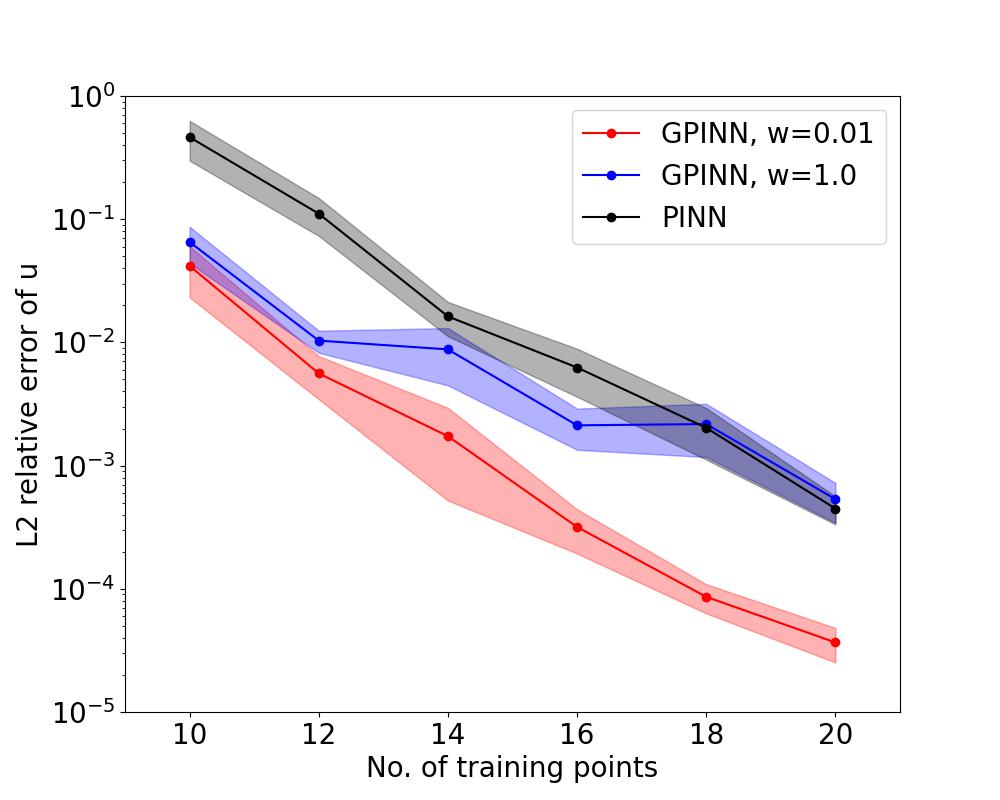 10⁰
10⁻¹
10⁻²
10⁻³
10⁻⁴
10⁻⁵
L2 relative error of u
GPINN, w=0.01
GPINN, w=1.0
PINN
10 12 14 16 18 20
No. of training points